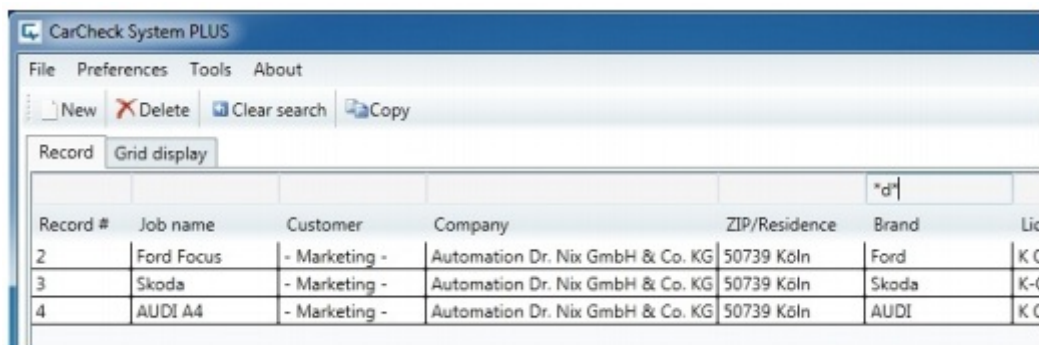 CarCheck System PLUS
File Preferences Tools About
New Delete Clear search Copy
Record Grid display
*d*
Record # Job name Customer Company ZIP/Residence Brand
2 Ford Focus - Marketing - Automation Dr. Nix GmbH & Co. KG 50739 Köln Ford K
3 Skoda - Marketing - Automation Dr. Nix GmbH & Co. KG 50739 Köln Skoda
4 AUDI A4 - Marketing - Automation Dr. Nix GmbH & Co. KG 50739 Köln AUDI K